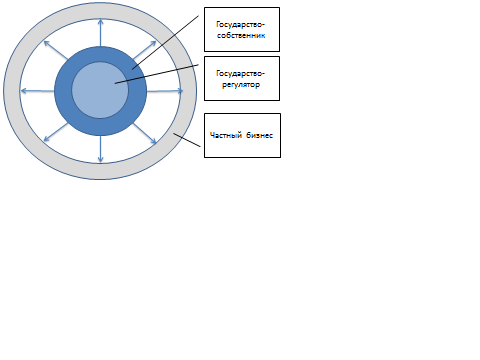 Государство-
собственник
Государство-
регулятор
Частный бизнес